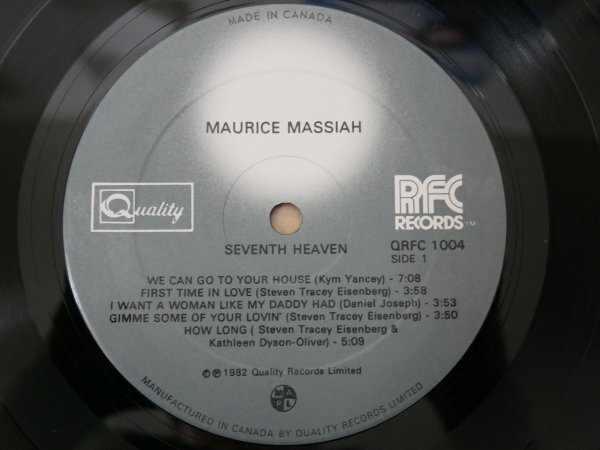 MADE IN CANADA
MAURICE MASSIAH
Quality
RFC
RECORDS™
SEVENTH HEAVEN
QRFC 1004
SIDE 1
WE CAN GO TO YOUR HOUSE (Kym Yancey) - 7:08
FIRST TIME IN LOVE (Steven Tracey Eisenberg) - 3:58
I WANT A WOMAN LIKE MY DADDY HAD (Daniel Joseph) - 3:53
GIMME SOME OF YOUR LOVIN' (Steven Tracey Eisenberg) - 3:50
HOW LONG ( Steven Tracey Eisenberg &
Kathleen Dyson-Oliver) - 5:09
©℗1982 Quality Records Limited
M A
P L
MANUFACTURED IN CANADA BY QUALITY RECORDS LIMITED